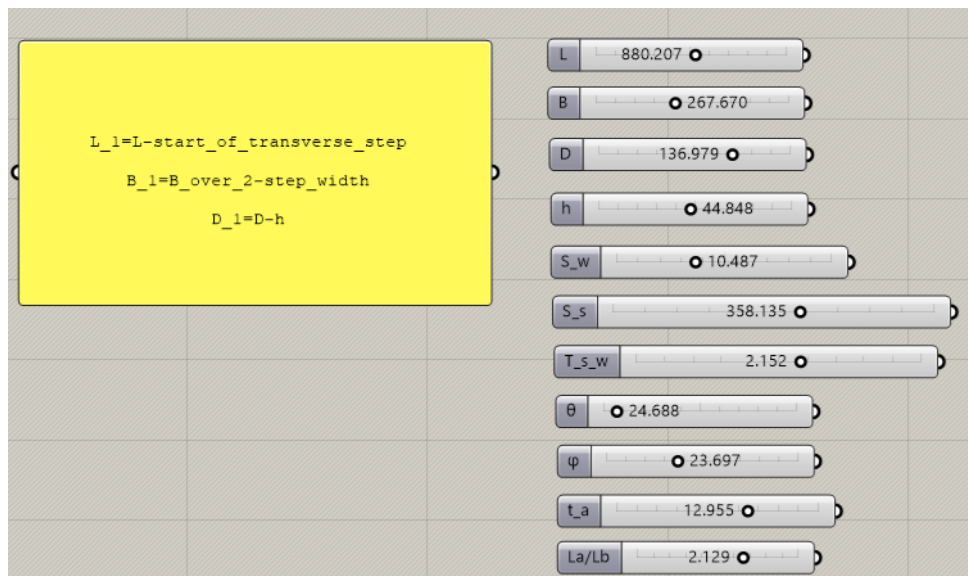 L_1=L-start_of_transverse_step
B_1=B_over_2-step_width
D_1=D-h
L 880.207
B 267.670
D 136.979
h 44.848
S_w 10.487
S_s 358.135
T_s_w 2.152
θ 24.688
φ 23.697
t_a 12.955
La/Lb 2.129